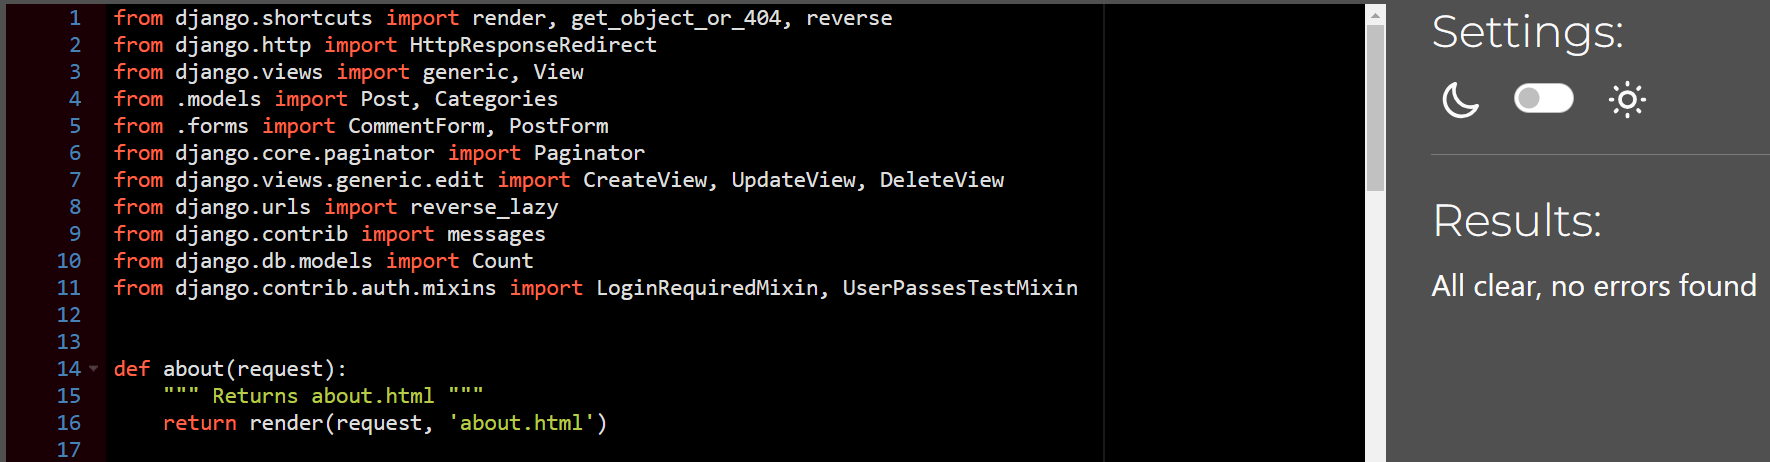 1 from django.shortcuts import render, get_object_or_404, reverse
2 from django.http import HttpResponseRedirect
3 from django.views import generic, View
4 from .models import Post, Categories
5 from .forms import CommentForm, PostForm
6 from django.core.paginator import Paginator
7 from django.views.generic.edit import CreateView, UpdateView, DeleteView
8 from django.urls import reverse_lazy
9 from django.contrib import messages
10 from django.db.models import Count
11 from django.contrib.auth.mixins import LoginRequiredMixin, UserPassesTestMixin
12
13
14 def about(request):
15     """ Returns about.html """
16     return render(request, 'about.html')
17
Settings:
Results:
All clear, no errors found